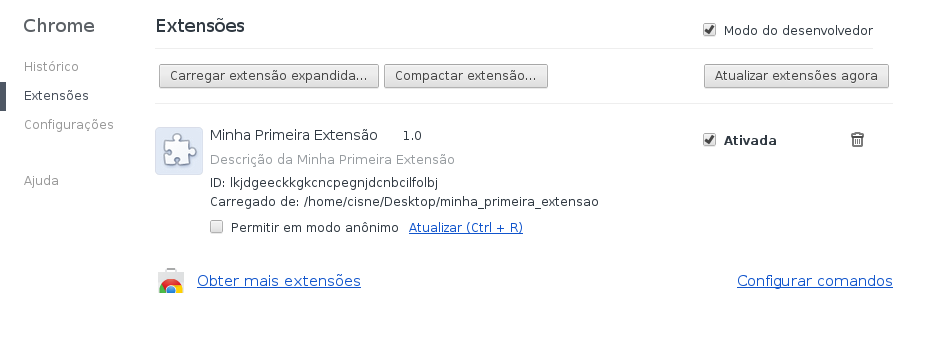 Chrome
Extensões
Modo do desenvolvedor
Histórico
Extensões
Configurações
Ajuda
Carregar extensão expandida...
Compactar extensão...
Atualizar extensões agora
Minha Primeira Extensão 1.0
Ativada
Descrição da Minha Primeira Extensão
ID: lkjdgeeckkgkcncpegnjdcnbcilfolbj
Carregado de: /home/cisne/Desktop/minha_primeira_extensao
Permitir em modo anônimo Atualizar (Ctrl + R)
Obter mais extensões
Configurar comandos